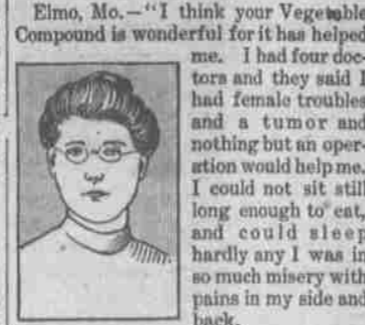 Elmo, Mo.—"I think your Vegetable
Compound is wonderful for it has helped
me. I had four doc-
tors and they said I
had female troubles
and a tumor and
nothing but an oper-
ation would help me.
I could not sit still
long enough to eat,
and could sleep
hardly any I was in
so much misery with
pains in my side and
back.